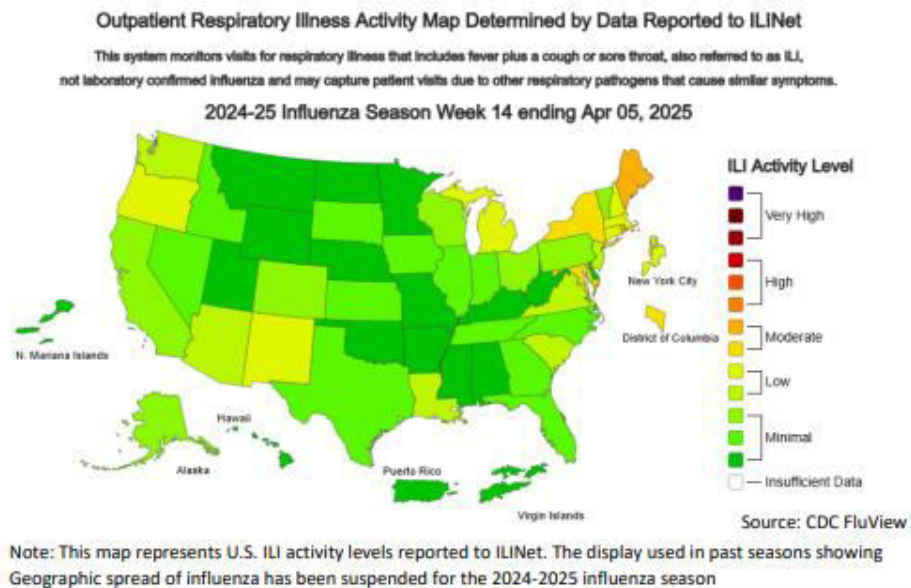 Outpatient Respiratory Illness Activity Map Determined by Data Reported to ILINet
This system monitors visits for respiratory illness that includes fever plus a cough or sore throat, also referred to as ILI,
not laboratory confirmed influenza and may capture patient visits due to other respiratory pathogens that cause similar symptoms.
2024-25 Influenza Season Week 14 ending Apr 05, 2025
ILI Activity Level
Very High
High
Moderate
Low
Minimal
Insufficient Data
New York City
District of Columbia
N. Mariana Islands
Hawaii
Alaska
Puerto Rico
Virgin Islands
Source: CDC FluView
Note: This map represents U.S. ILI activity levels reported to ILINet. The display used in past seasons showing
Geographic spread of influenza has been suspended for the 2024-2025 influenza season